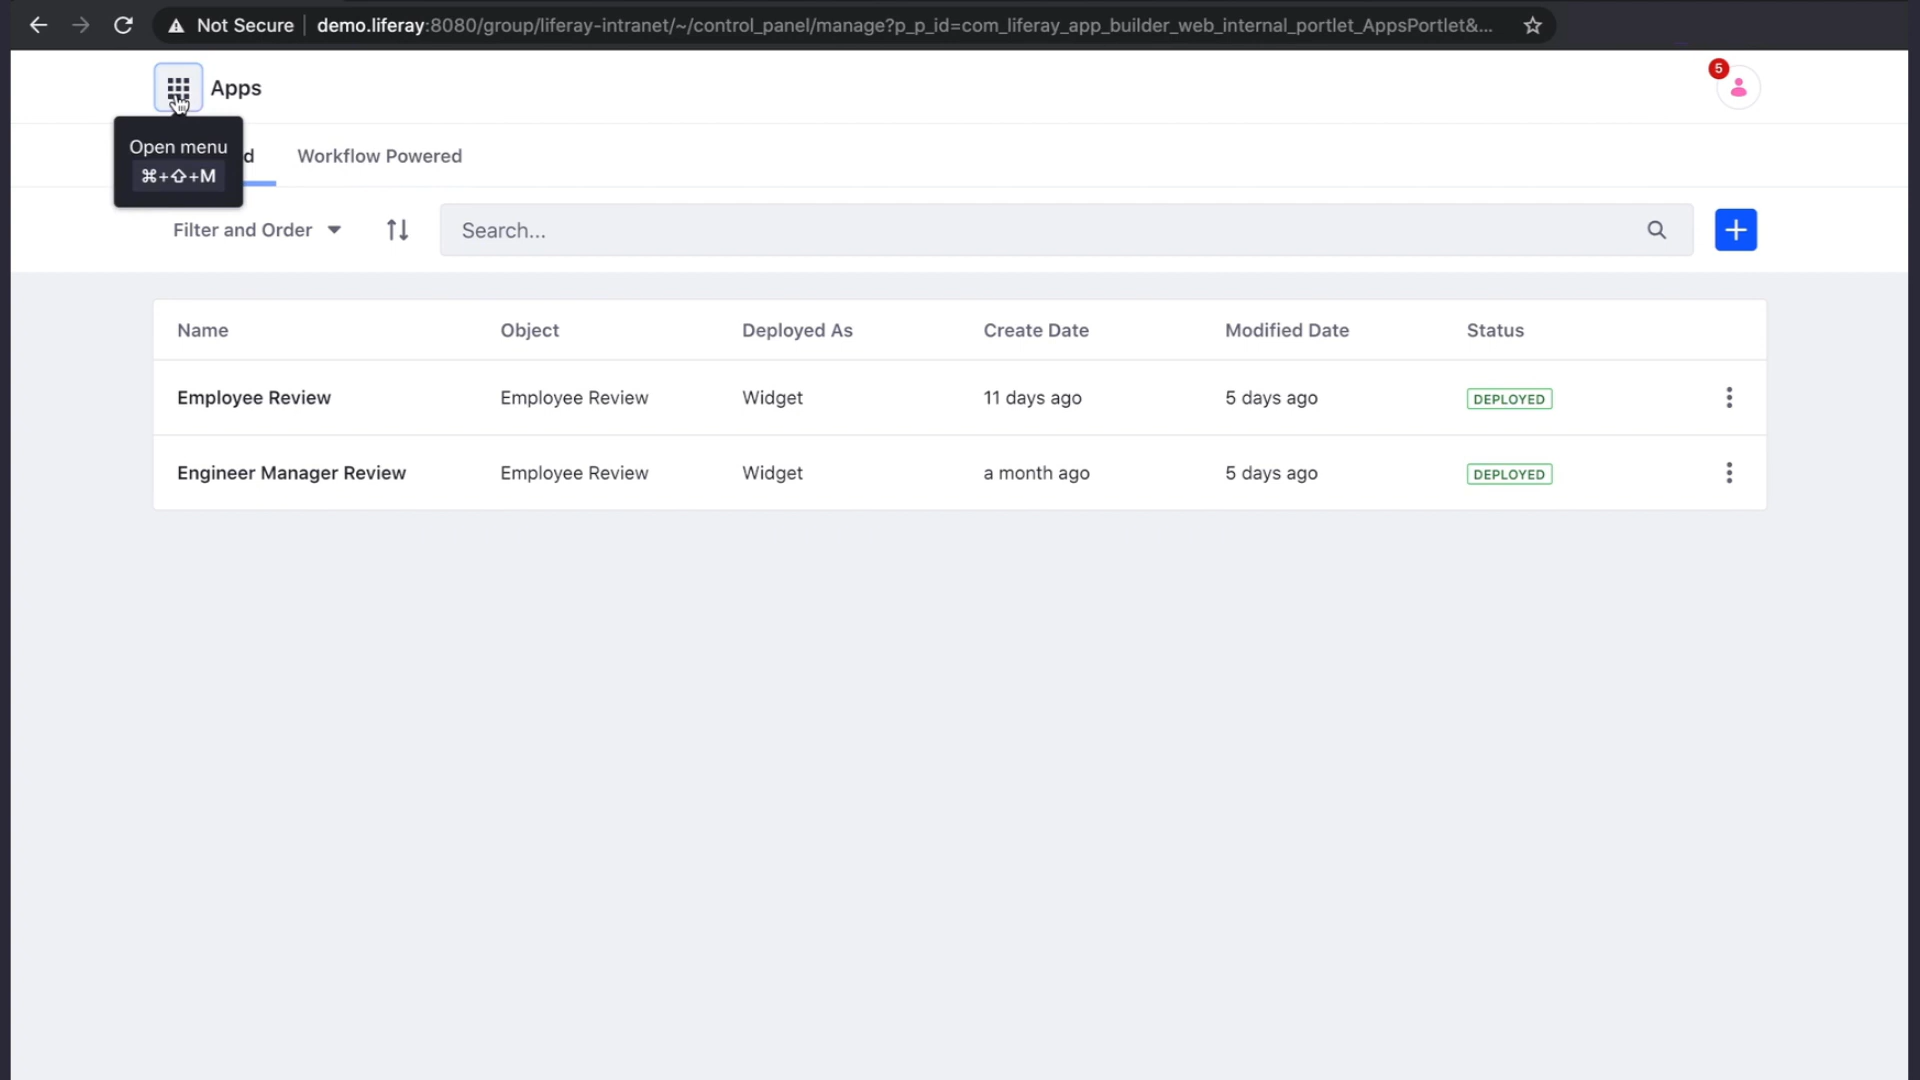 Not Secure demo.liferay:8080/group/liferay-intranet/~/control_panel/manage?p_p_id=com_liferay_app_builder_web_internal_portlet_AppsPortlet&...
Apps
5
Open menu
⌘+⇧+M
d
Workflow Powered
Filter and Order
Search...
Name Object Deployed As Create Date Modified Date Status
Employee Review Employee Review Widget 11 days ago 5 days ago DEPLOYED
Engineer Manager Review Employee Review Widget a month ago 5 days ago DEPLOYED